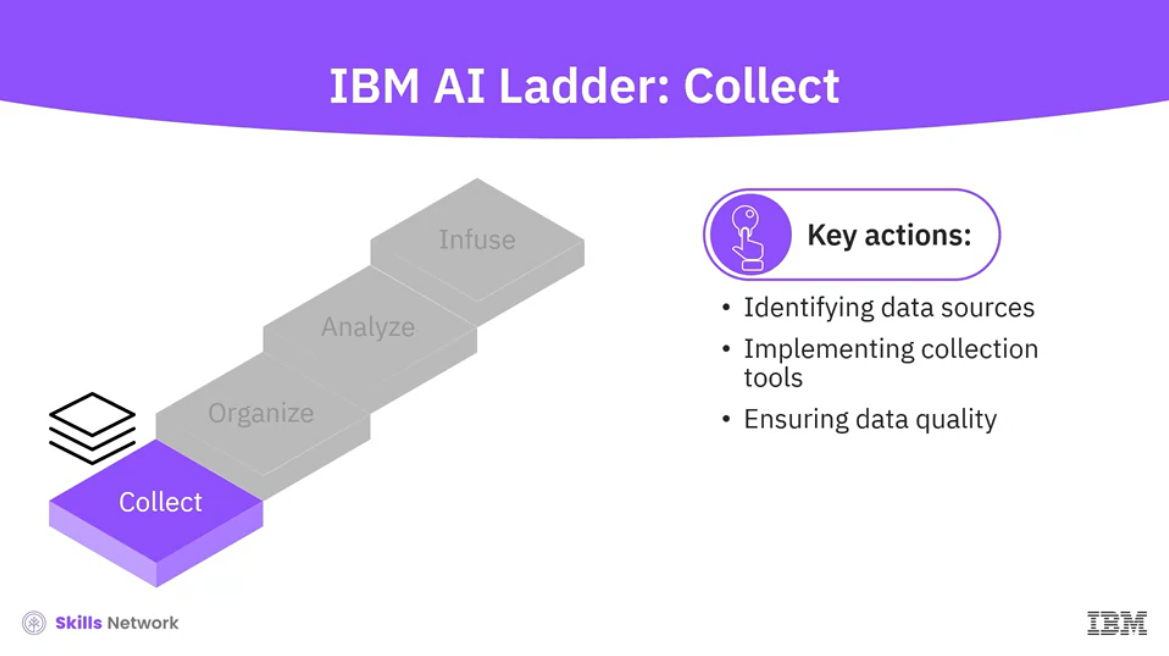 IBM AI Ladder: Collect
Infuse
Analyze
Organize
Collect
Key actions:
• Identifying data sources
• Implementing collection
tools
• Ensuring data quality
Skills Network
IBM